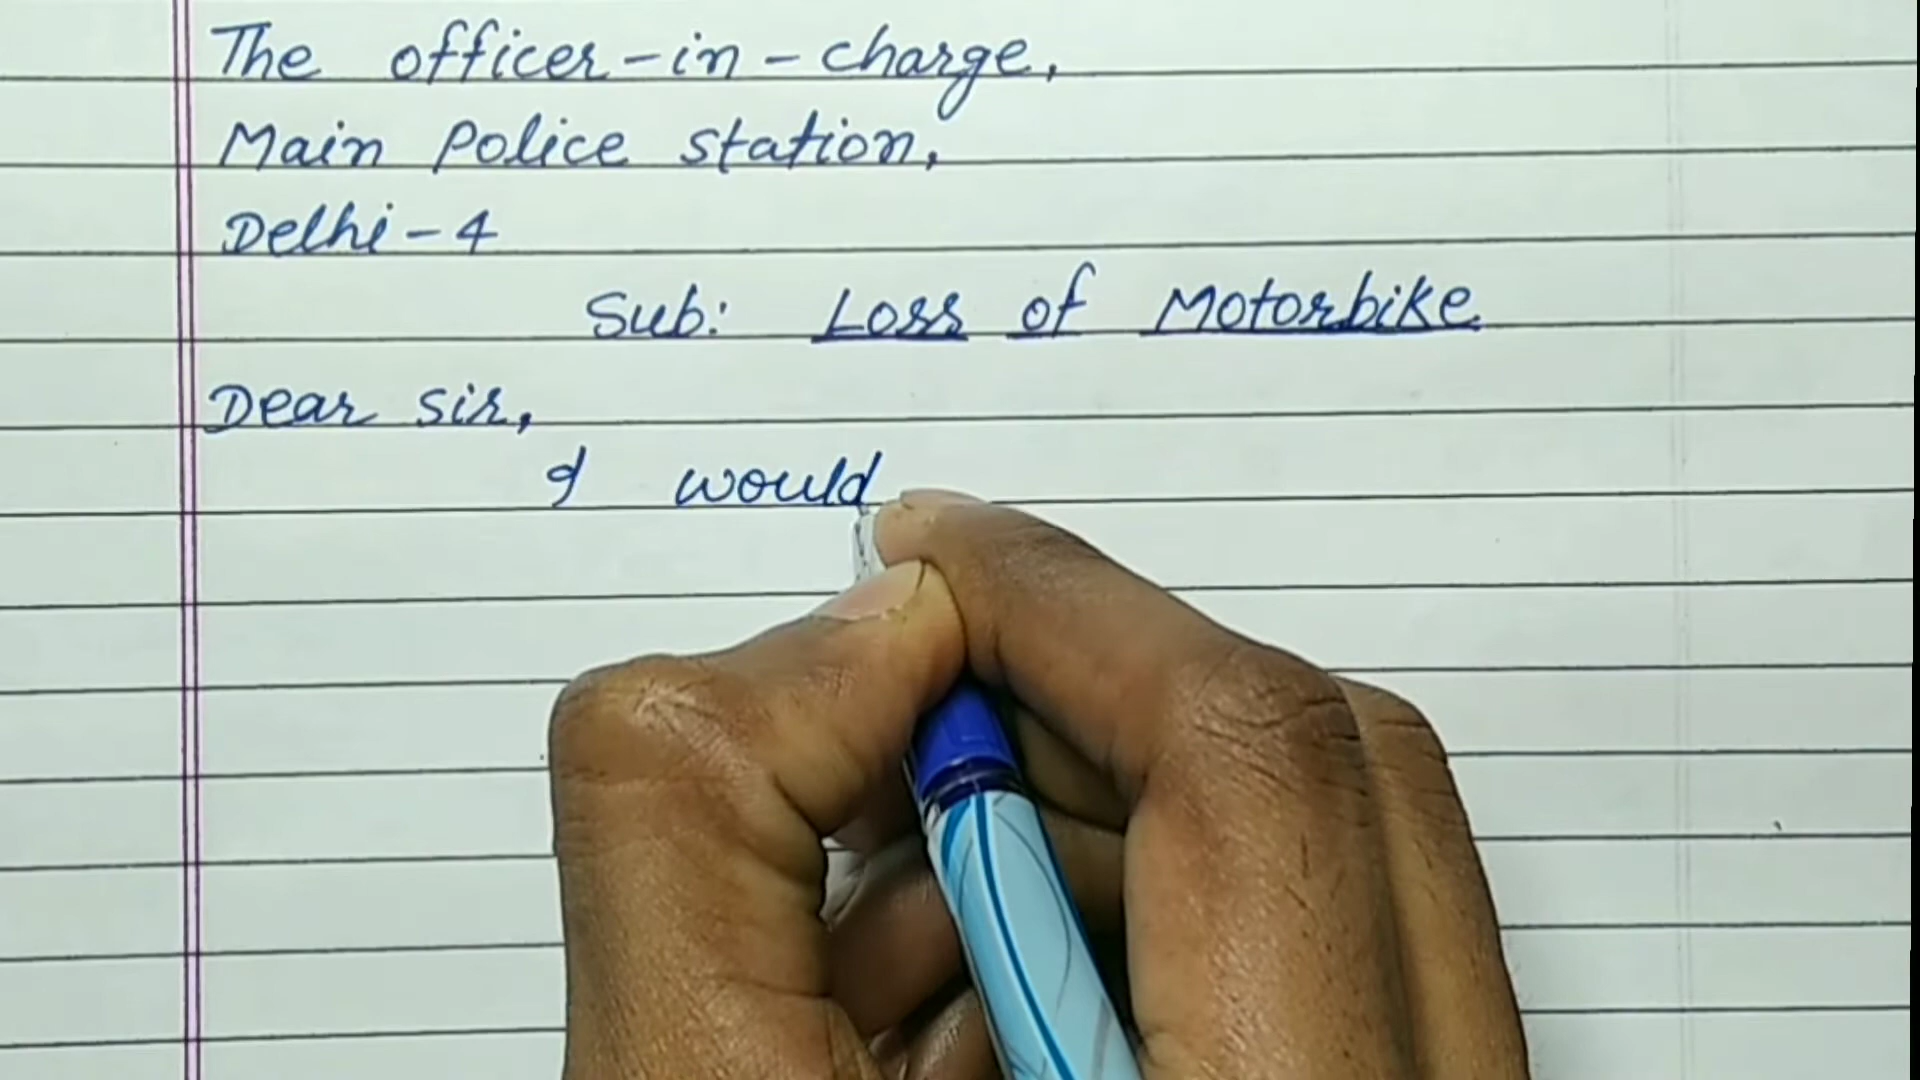 The officer-in-charge,
Main Police station,
Delhi-4
Sub: Loss of Motorbike
Dear sir,
I would